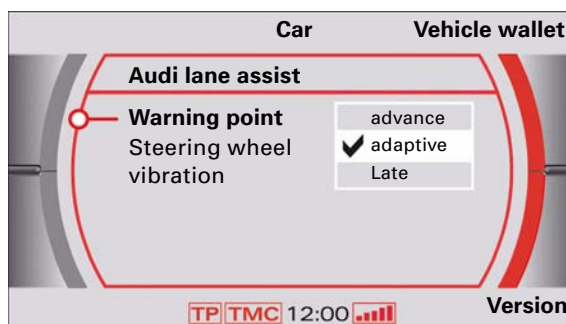 Car Vehicle wallet
Audi lane assist
Warning point
Steering wheel
vibration
advance
adaptive
Late
TP TMC 12:00
Version